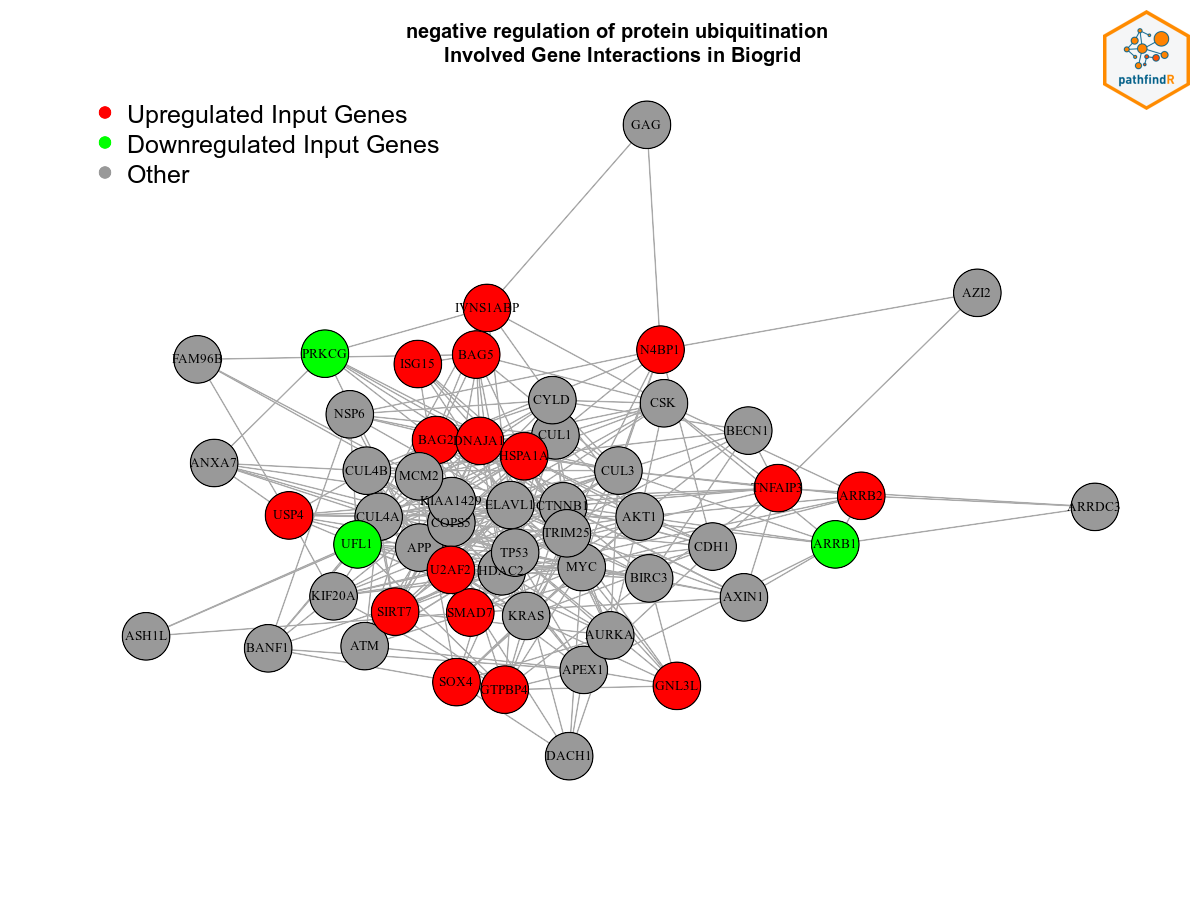 negative regulation of protein ubiquitination
Involved Gene Interactions in Biogrid
pathfindR
Upregulated Input Genes
Downregulated Input Genes
Other
GAG
AZI2
IVNS1ABP
N4BP1
PRKCG
FAM96B
ISG15
BAG5
CYLD
CSK
NSP6
BECN1
CUL1
BAG2
DNAJA1
HSPA1A
ANXA7
CUL4B
MCM2
CUL3
TNFAIP3
ARRB2
KIAA1429
ELAVL1
CTNNB1
ARRDC3
USP4
CUL4A
COPS5
AKT1
TRIM25
UFL1
APP
TP53
CDH1
ARRB1
U2AF2
HDAC2
MYC
BIRC3
KIF20A
AXIN1
SIRT7
SMAD7
KRAS
ASH1L
AURKA
BANF1
ATM
APEX1
SOX4
GTPBP4
GNL3L
DACH1